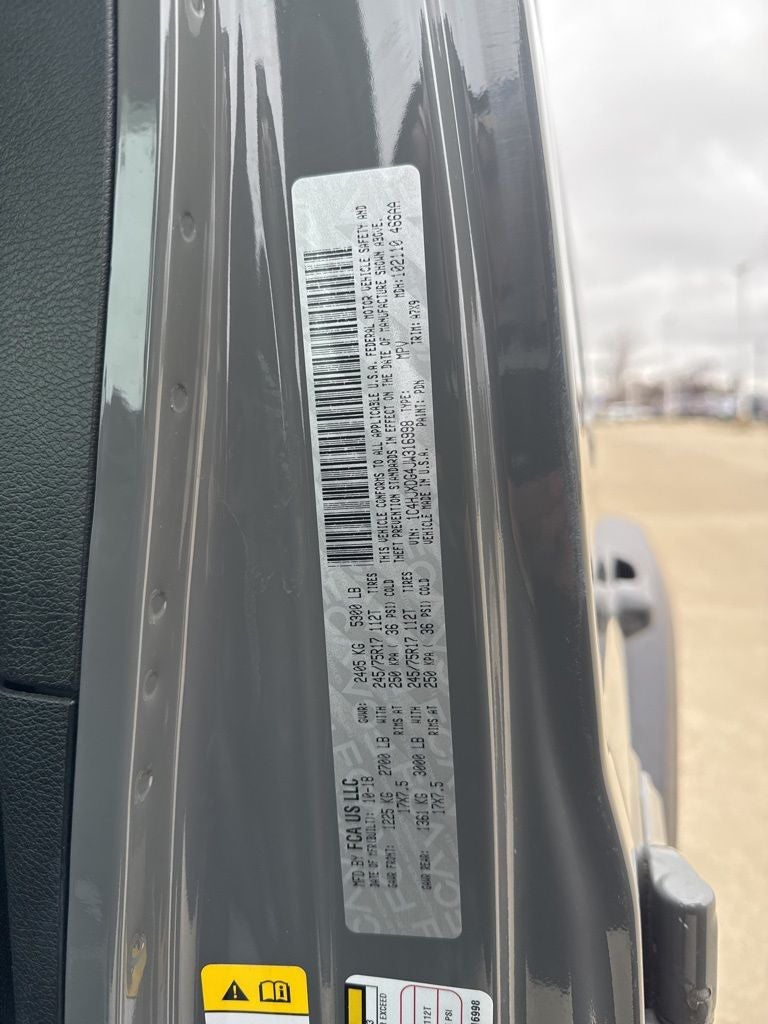 MFD BY FCA US LLC
DATE OF MFR(BUILT): 10-18 GVWR: 2405 KG 5300 LB
GAWR FRONT: 1225 KG 2700 LB WITH 245/75R17 112T TIRES
17X7.5 RIMS AT 250 KPA ( 36 PSI) COLD
GAWR REAR: 1361 KG 3000 LB WITH 245/75R17 112T TIRES
17X7.5 RIMS AT 250 KPA ( 36 PSI) COLD
THIS VEHICLE CONFORMS TO ALL APPLICABLE U.S.A. FEDERAL MOTOR VEHICLE SAFETY AND
THEFT PREVENTION STANDARDS IN EFFECT ON THE DATE OF MANUFACTURE SHOWN ABOVE.
VIN: 1C4HJXDG4JW316998 TYPE: MPV MDH: 102110 466AA
VEHICLE MADE IN U.S.A. PAINT: PDN TRIM: A7X9
R EXCEED
112T
PSI
16998